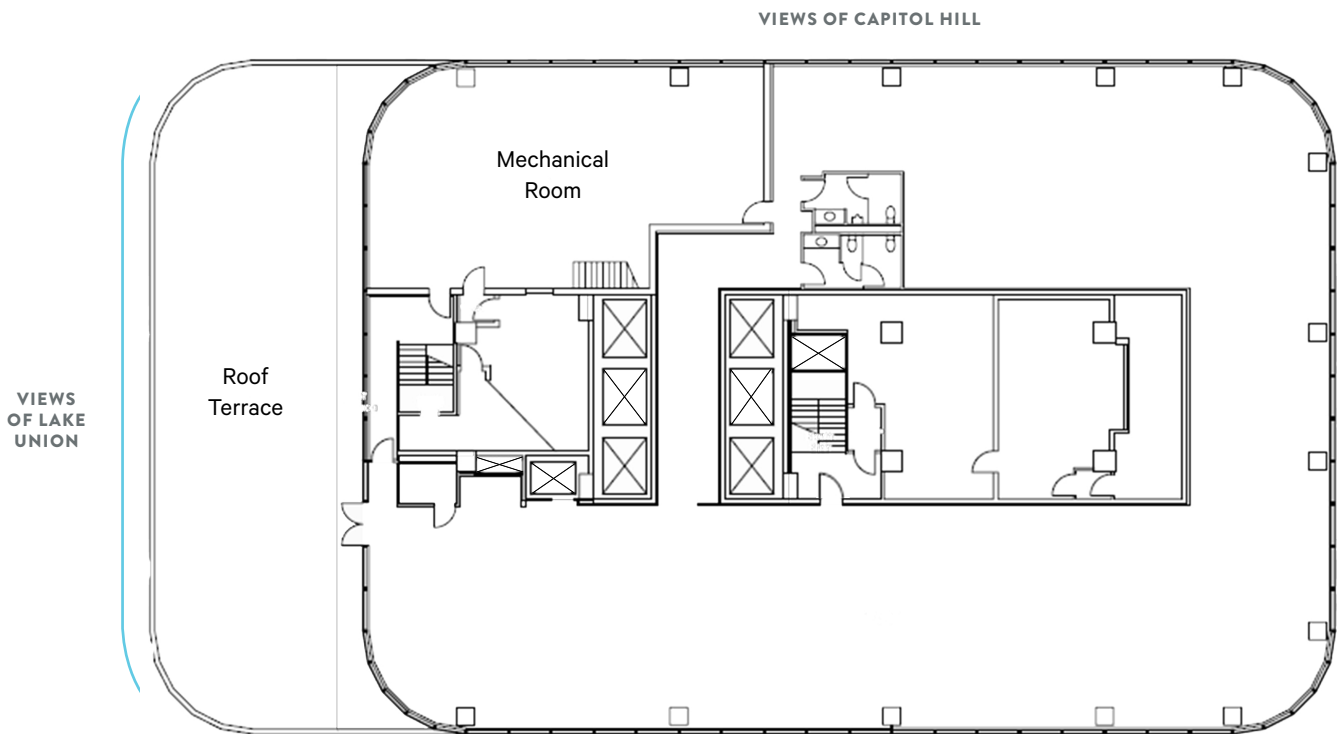 VIEWS OF CAPITOL HILL
Mechanical
Room
Roof
Terrace
VIEWS
OF LAKE
UNION